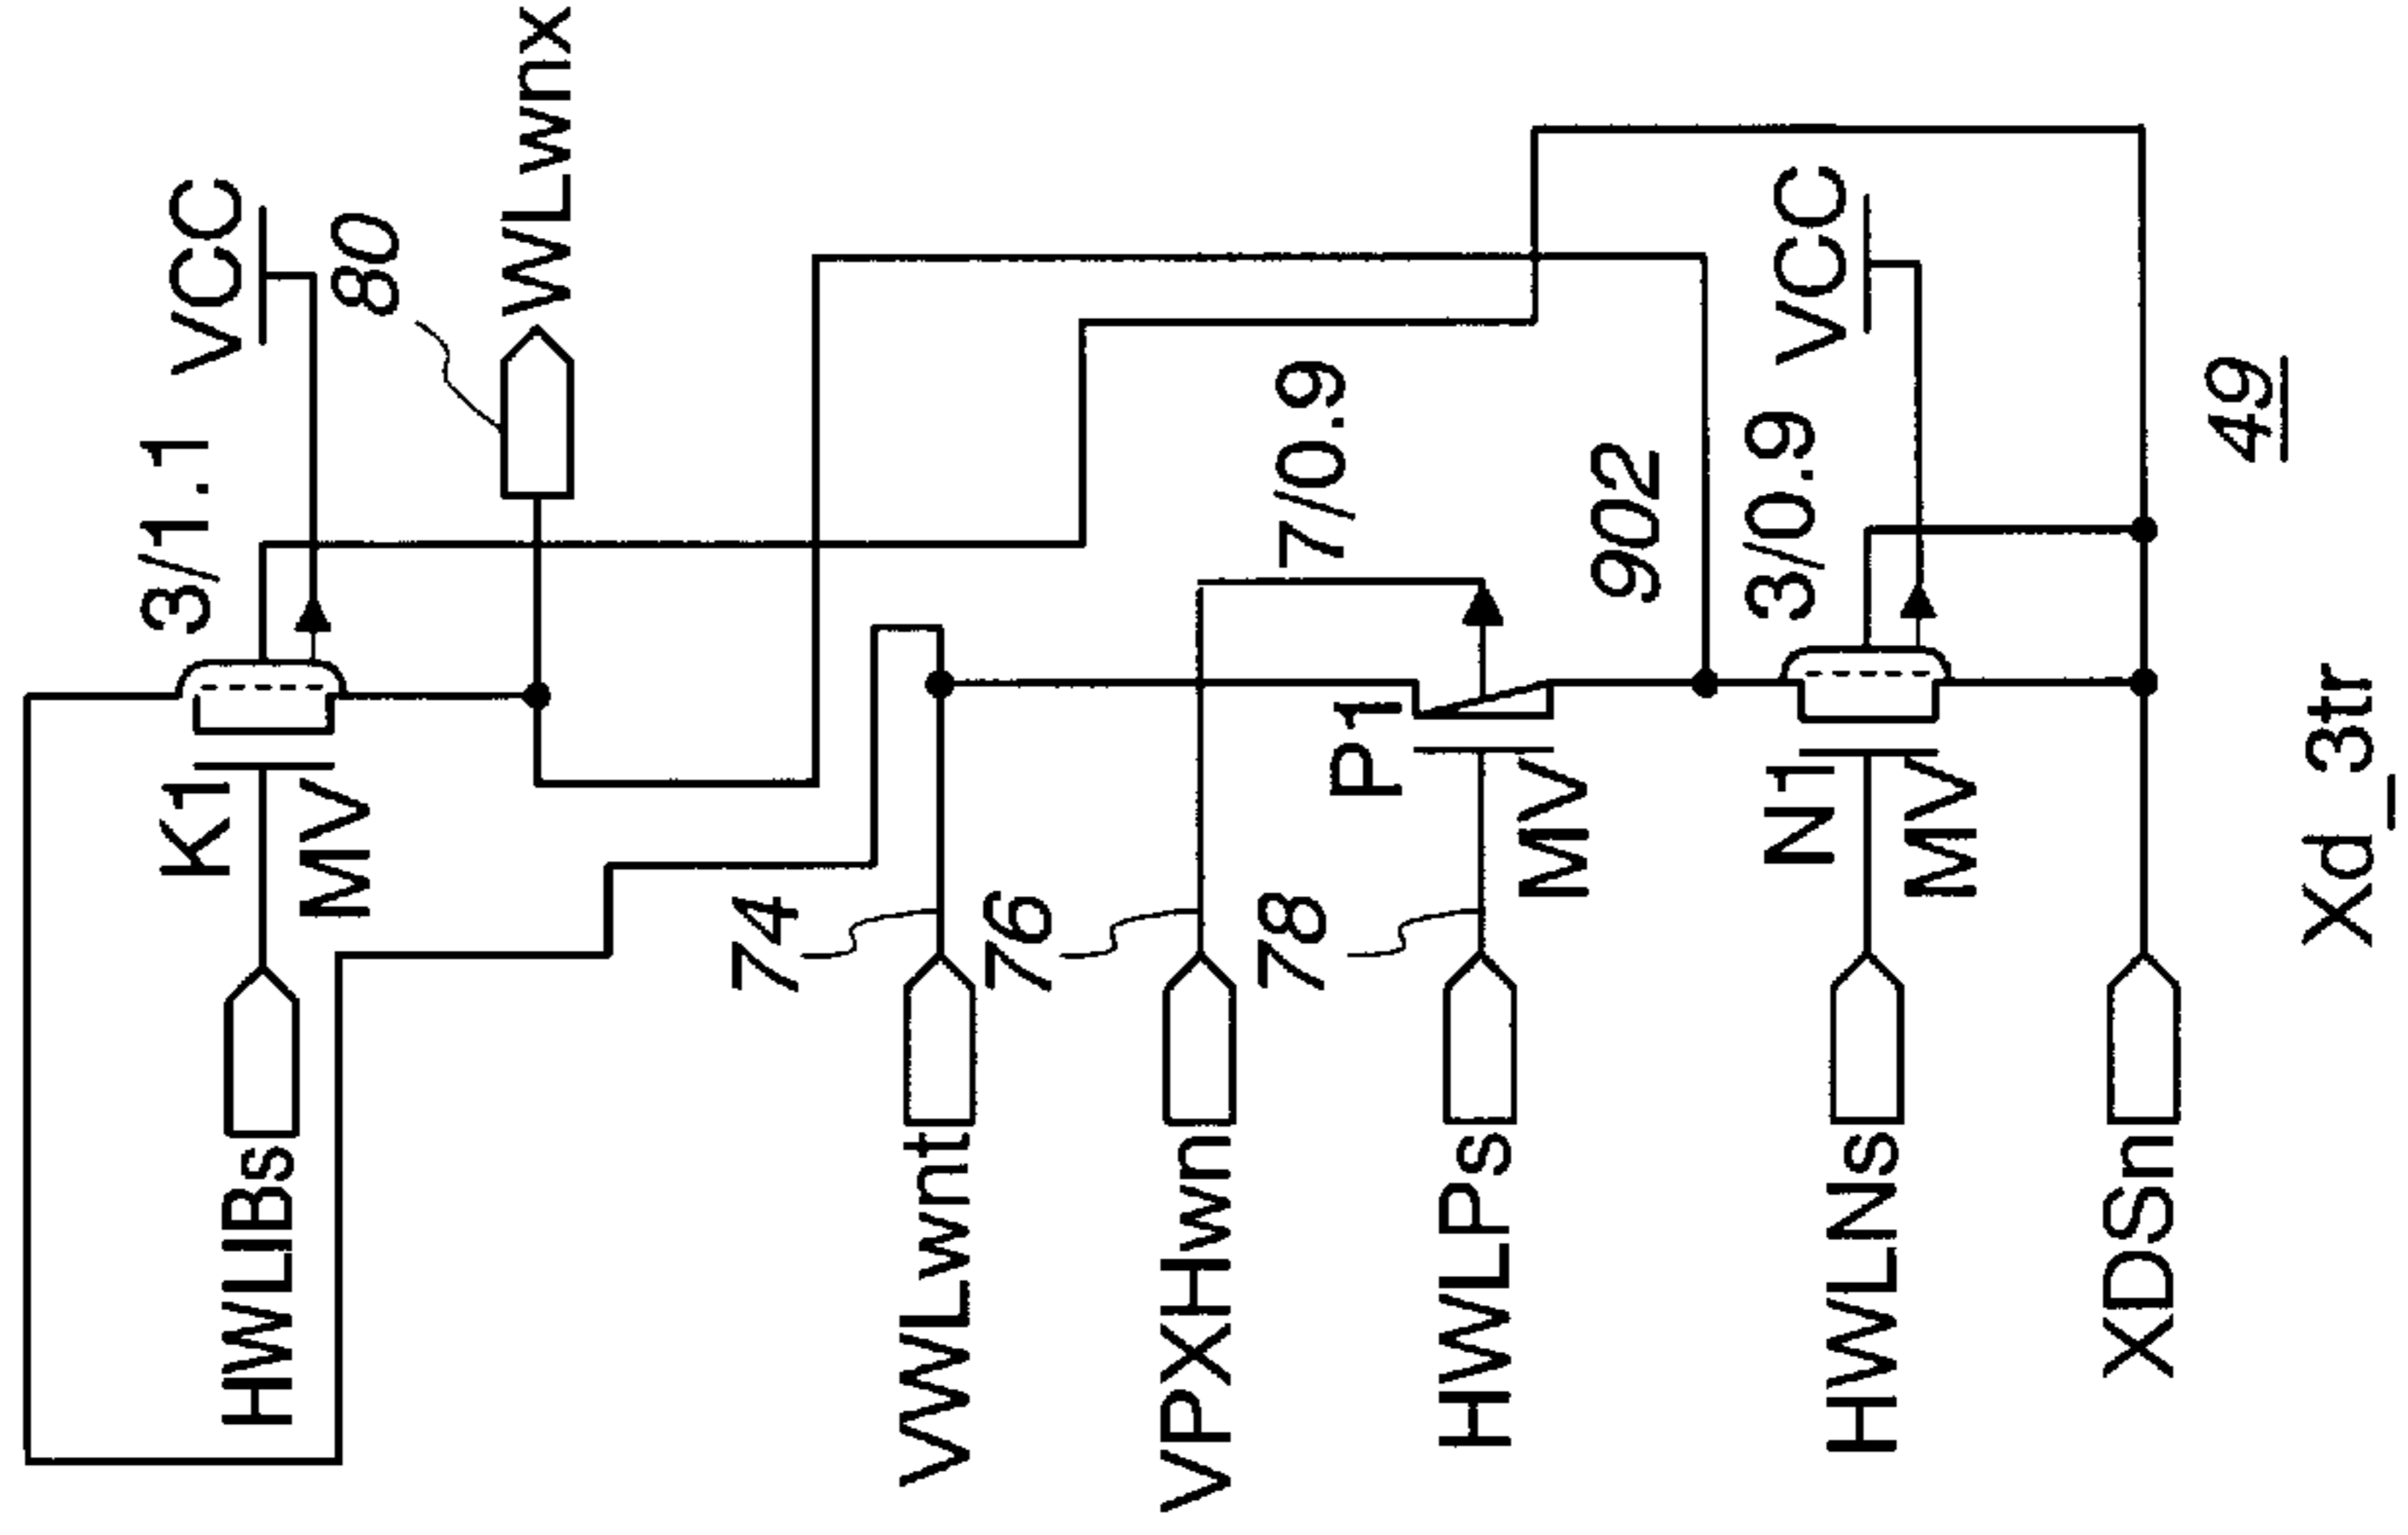 HWLIBs
K1
MV
3/1.1
VCC
80
WLwnx
VWLwnt
74
VPXHwn
76
HWLPs
78
P1
MV
7/0.9
902
HWLNs
N1
MV
3/0.9
VCC
XDSn
49
Xd_3tr